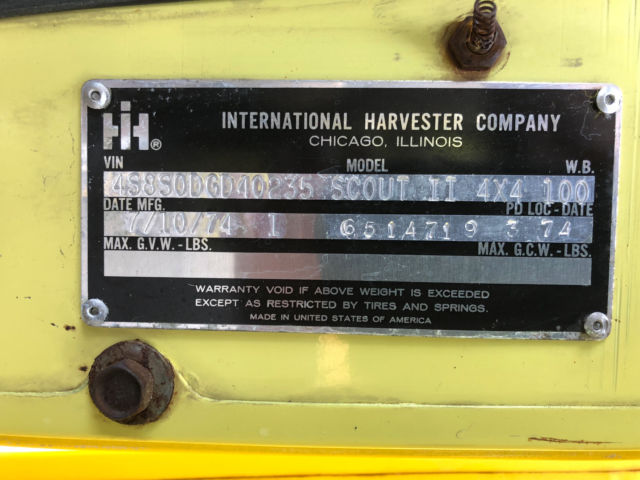 IH®
INTERNATIONAL HARVESTER COMPANY
CHICAGO, ILLINOIS
VIN MODEL W.B.
4S8S0DGD40235 SCOUT II 4X4 100
DATE MFG. PD LOC-DATE
7/10/74 1 6514719 3 74
MAX. G.V.W.-LBS. MAX. G.C.W.-LBS.
WARRANTY VOID IF ABOVE WEIGHT IS EXCEEDED
EXCEPT AS RESTRICTED BY TIRES AND SPRINGS.
MADE IN UNITED STATES OF AMERICA